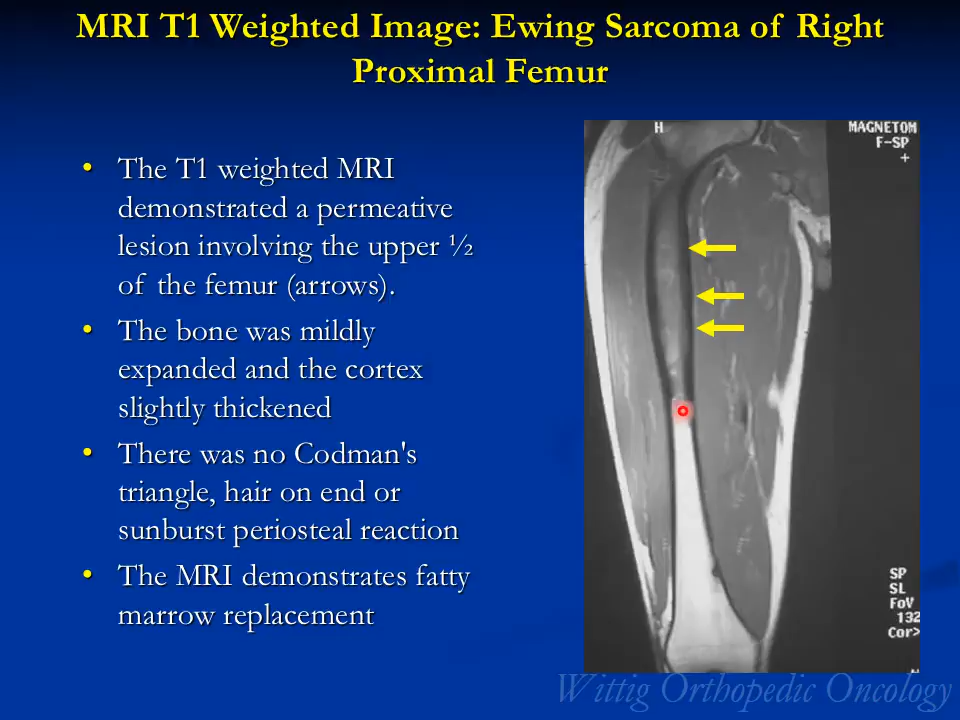 MRI T1 Weighted Image: Ewing Sarcoma of Right
Proximal Femur
• The T1 weighted MRI
demonstrated a permeative
lesion involving the upper ½
of the femur (arrows).
• The bone was mildly
expanded and the cortex
slightly thickened
• There was no Codman's
triangle, hair on end or
sunburst periosteal reaction
• The MRI demonstrates fatty
marrow replacement
H
MAGNETOM
F-SP
+
SP
SL
FoV
132
Cor>
Wittig Orthopedic Oncology